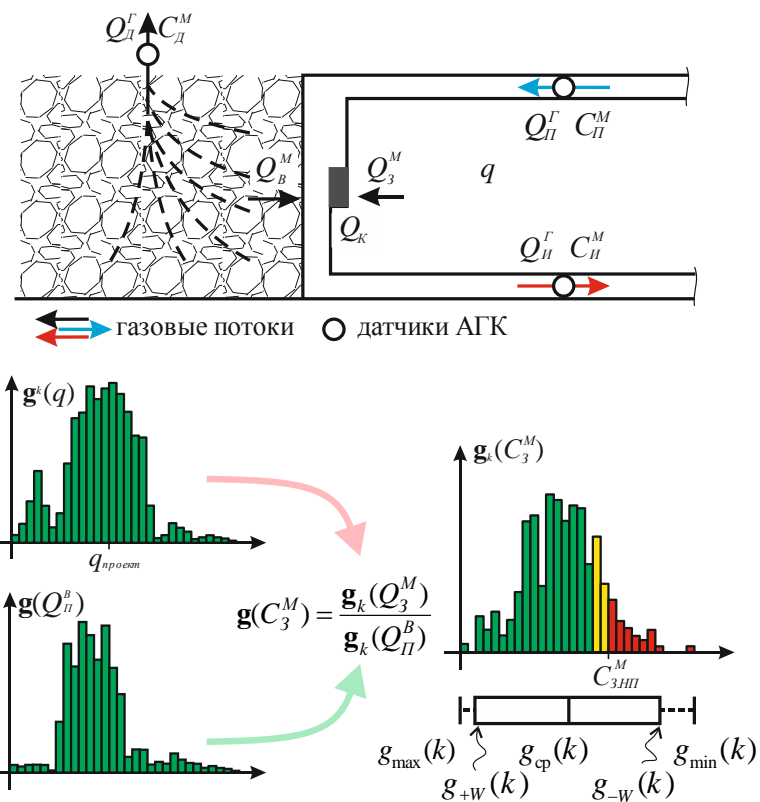 Q_Д^Г C_Д^М
Q_П^Г C_П^М
Q_В^М Q_З^М q
Q_К
Q_И^Г C_И^М
газовые потоки датчики АГК
g^k(q)
q_проект
g(Q_П^В)
g(C_З^М) = g_k(Q_З^М) / g_k(Q_П^В)
g_k(C_З^М)
C_З.НП^М
g_max(k) g_ср(k) g_min(k)
g_+W(k) g_−W(k)